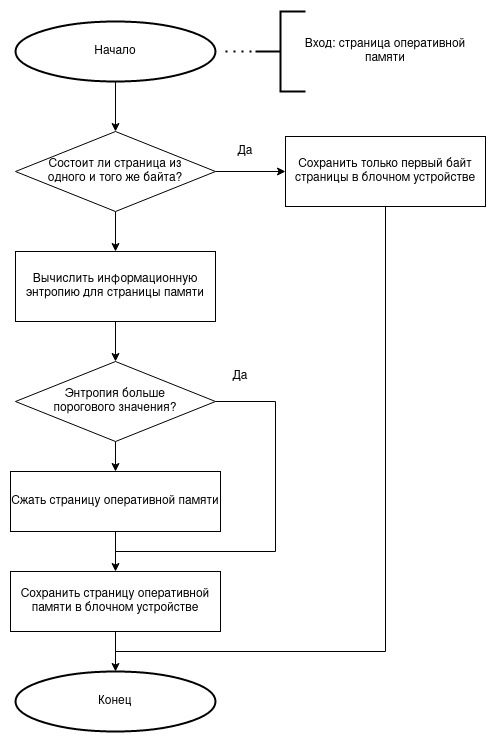 Начало
Вход: страница оперативной
памяти
Состоит ли страница из
одного и того же байта?
Да
Сохранить только первый байт
страницы в блочном устройстве
Вычислить информационную
энтропию для страницы памяти
Энтропия больше
порогового значения?
Да
Сжать страницу оперативной памяти
Сохранить страницу оперативной
памяти в блочном устройстве
Конец